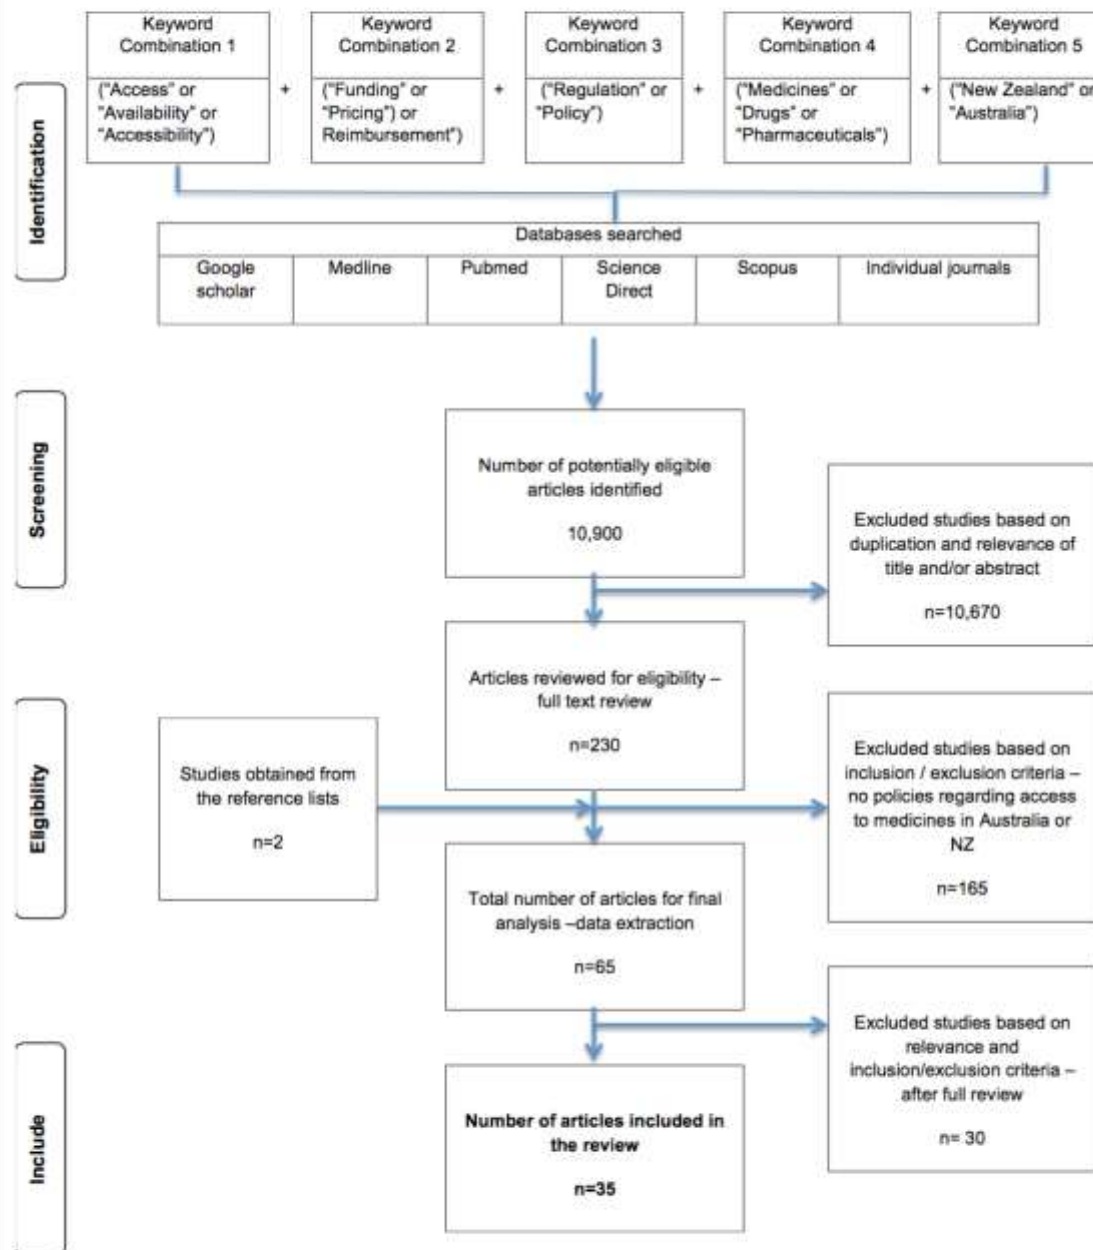 Identification
Keyword
Combination 1
("Access" or
"Availability" or
"Accessibility")
+
Keyword
Combination 2
("Funding" or
"Pricing") or
Reimbursement")
+
Keyword
Combination 3
("Regulation" or
"Policy")
+
Keyword
Combination 4
("Medicines" or
"Drugs" or
"Pharmaceuticals")
+
Keyword
Combination 5
("New Zealand" or
"Australia")
Databases searched
Google
scholar
Medline
Pubmed
Science
Direct
Scopus
Individual journals
Screening
Number of potentially eligible
articles identified
10,900
Excluded studies based on
duplication and relevance of
title and/or abstract
n=10,670
Eligibility
Articles reviewed for eligibility –
full text review
n=230
Studies obtained from
the reference lists
n=2
Excluded studies based on
inclusion / exclusion criteria –
no policies regarding access
to medicines in Australia or
NZ
n=165
Total number of articles for final
analysis –data extraction
n=65
Include
Excluded studies based on
relevance and
inclusion/exclusion criteria –
after full review
n= 30
Number of articles included in
the review
n=35